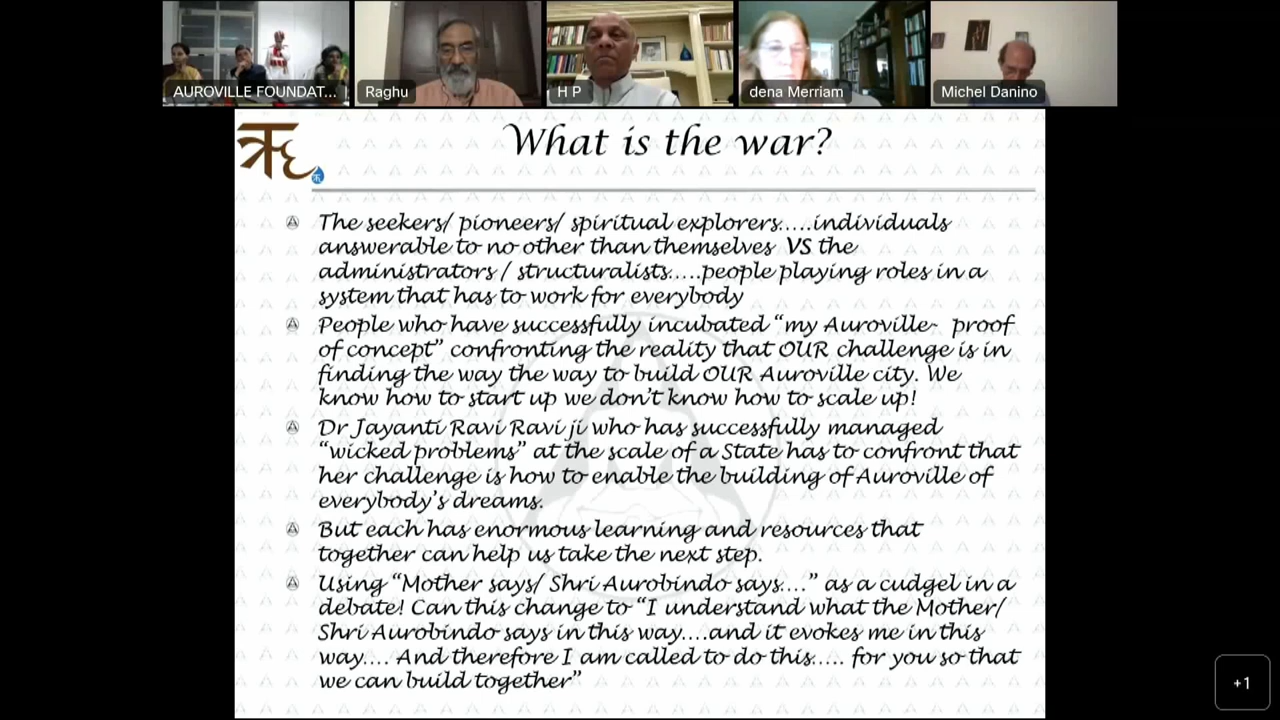 AUROVILLE FOUNDAT...
Raghu
H P
dena Merriam
Michel Danino
What is the war?
The seekers/ pioneers/ spiritual explorers.....individuals
answerable to no other than themselves VS the
administrators / structuralists.....people playing roles in a
system that has to work for everybody
People who have successfully incubated “my Auroville- proof
of concept” confronting the reality that OUR challenge is in
finding the way the way to build OUR Auroville city. We
know how to start up we don’t know how to scale up!
Dr Jayanti Ravi Ravi ji who has successfully managed
“wicked problems” at the scale of a State has to confront that
her challenge is how to enable the building of Auroville of
everybody’s dreams.
But each has enormous learning and resources that
together can help us take the next step.
Using “Mother says/ Shri Aurobindo says....” as a cudgel in a
debate! Can this change to “I understand what the Mother/
Shri Aurobindo says in this way....and it evokes me in this
way.... And therefore I am called to do this..... for you so that
we can build together”
+1